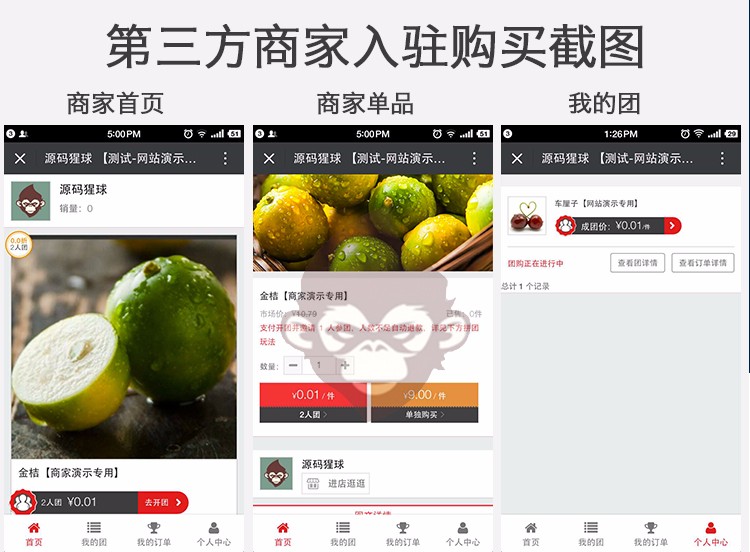 第三方商家入驻购买截图
商家首页
商家单品
我的团
3 5:00PM 51
源码猩球 【测试-网站演示...
源码猩球
销量：0
0.0折
2人团
金桔【商家演示专用】
2人团 ¥0.01 去开团
首页 我的团 我的订单 个人中心
3 5:00PM 51
源码猩球 【测试-网站演示...
金桔【商家演示专用】
市场价：¥10.79 已售：0件
支付开团并邀请 1 人参团，人数不足自动退款，详见下方拼团
玩法
数量： 1
¥0.01 / 件 ¥9.00 / 件
2人团 单独购买
源码猩球
进店逛逛
图文详情
首页 我的团 我的订单 个人中心
3 1:26PM 29
源码猩球 【测试-网站演示...
车厘子【网站演示专用】
成团价：¥0.01/件
团购正在进行中 查看团详情 查看订单详情
总计 1 个记录
首页 我的团 我的订单 个人中心